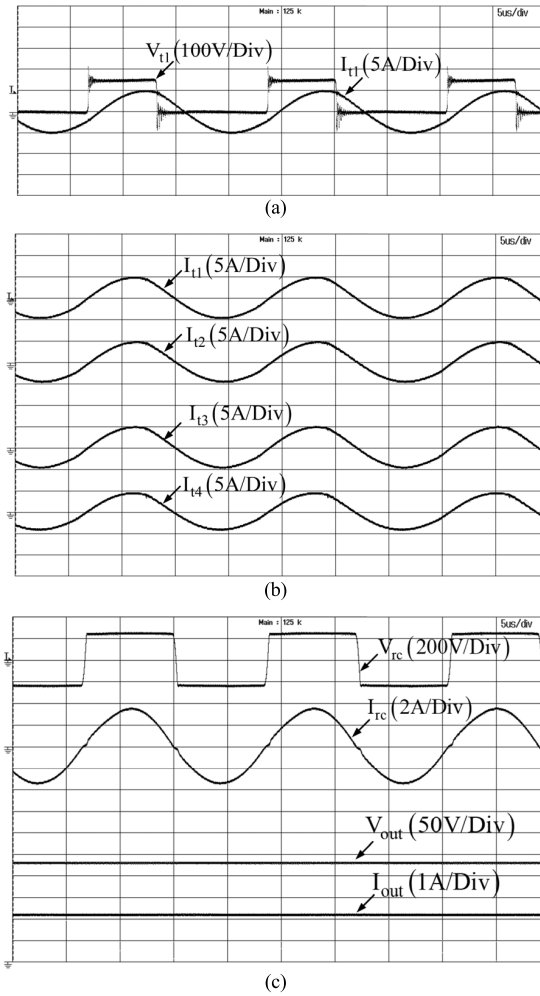 Main : 125 k
5us/div
V_t1 (100V/Div)
I_t1 (5A/Div)
(a)
Main : 125 k
5us/div
I_t1 (5A/Div)
I_t2 (5A/Div)
I_t3 (5A/Div)
I_t4 (5A/Div)
(b)
Main : 125 k
5us/div
V_rc (200V/Div)
I_rc (2A/Div)
V_out (50V/Div)
I_out (1A/Div)
(c)